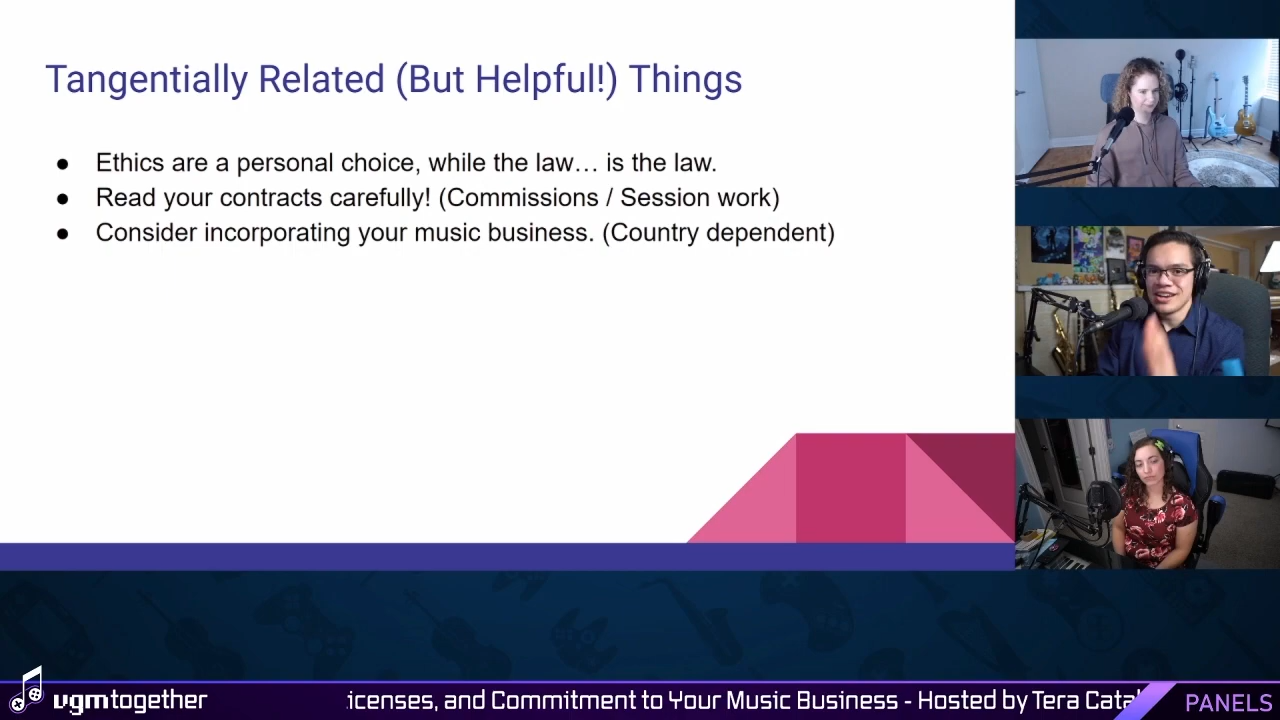 Tangentially Related (But Helpful!) Things
● Ethics are a personal choice, while the law… is the law.
● Read your contracts carefully! (Commissions / Session work)
● Consider incorporating your music business. (Country dependent)
vgmtogether
icenses, and Commitment to Your Music Business - Hosted by Tera Cata
PANELS